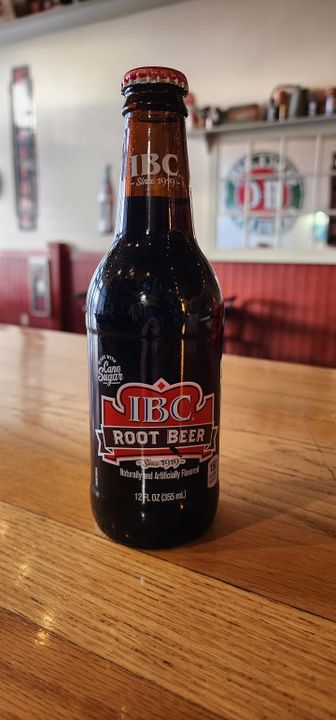 IBC
Since 1919
MADE WITH
Cane
Sugar
IBC
ROOT BEER
Since 1919
Naturally and Artificially Flavored
12 FL OZ (355 mL)